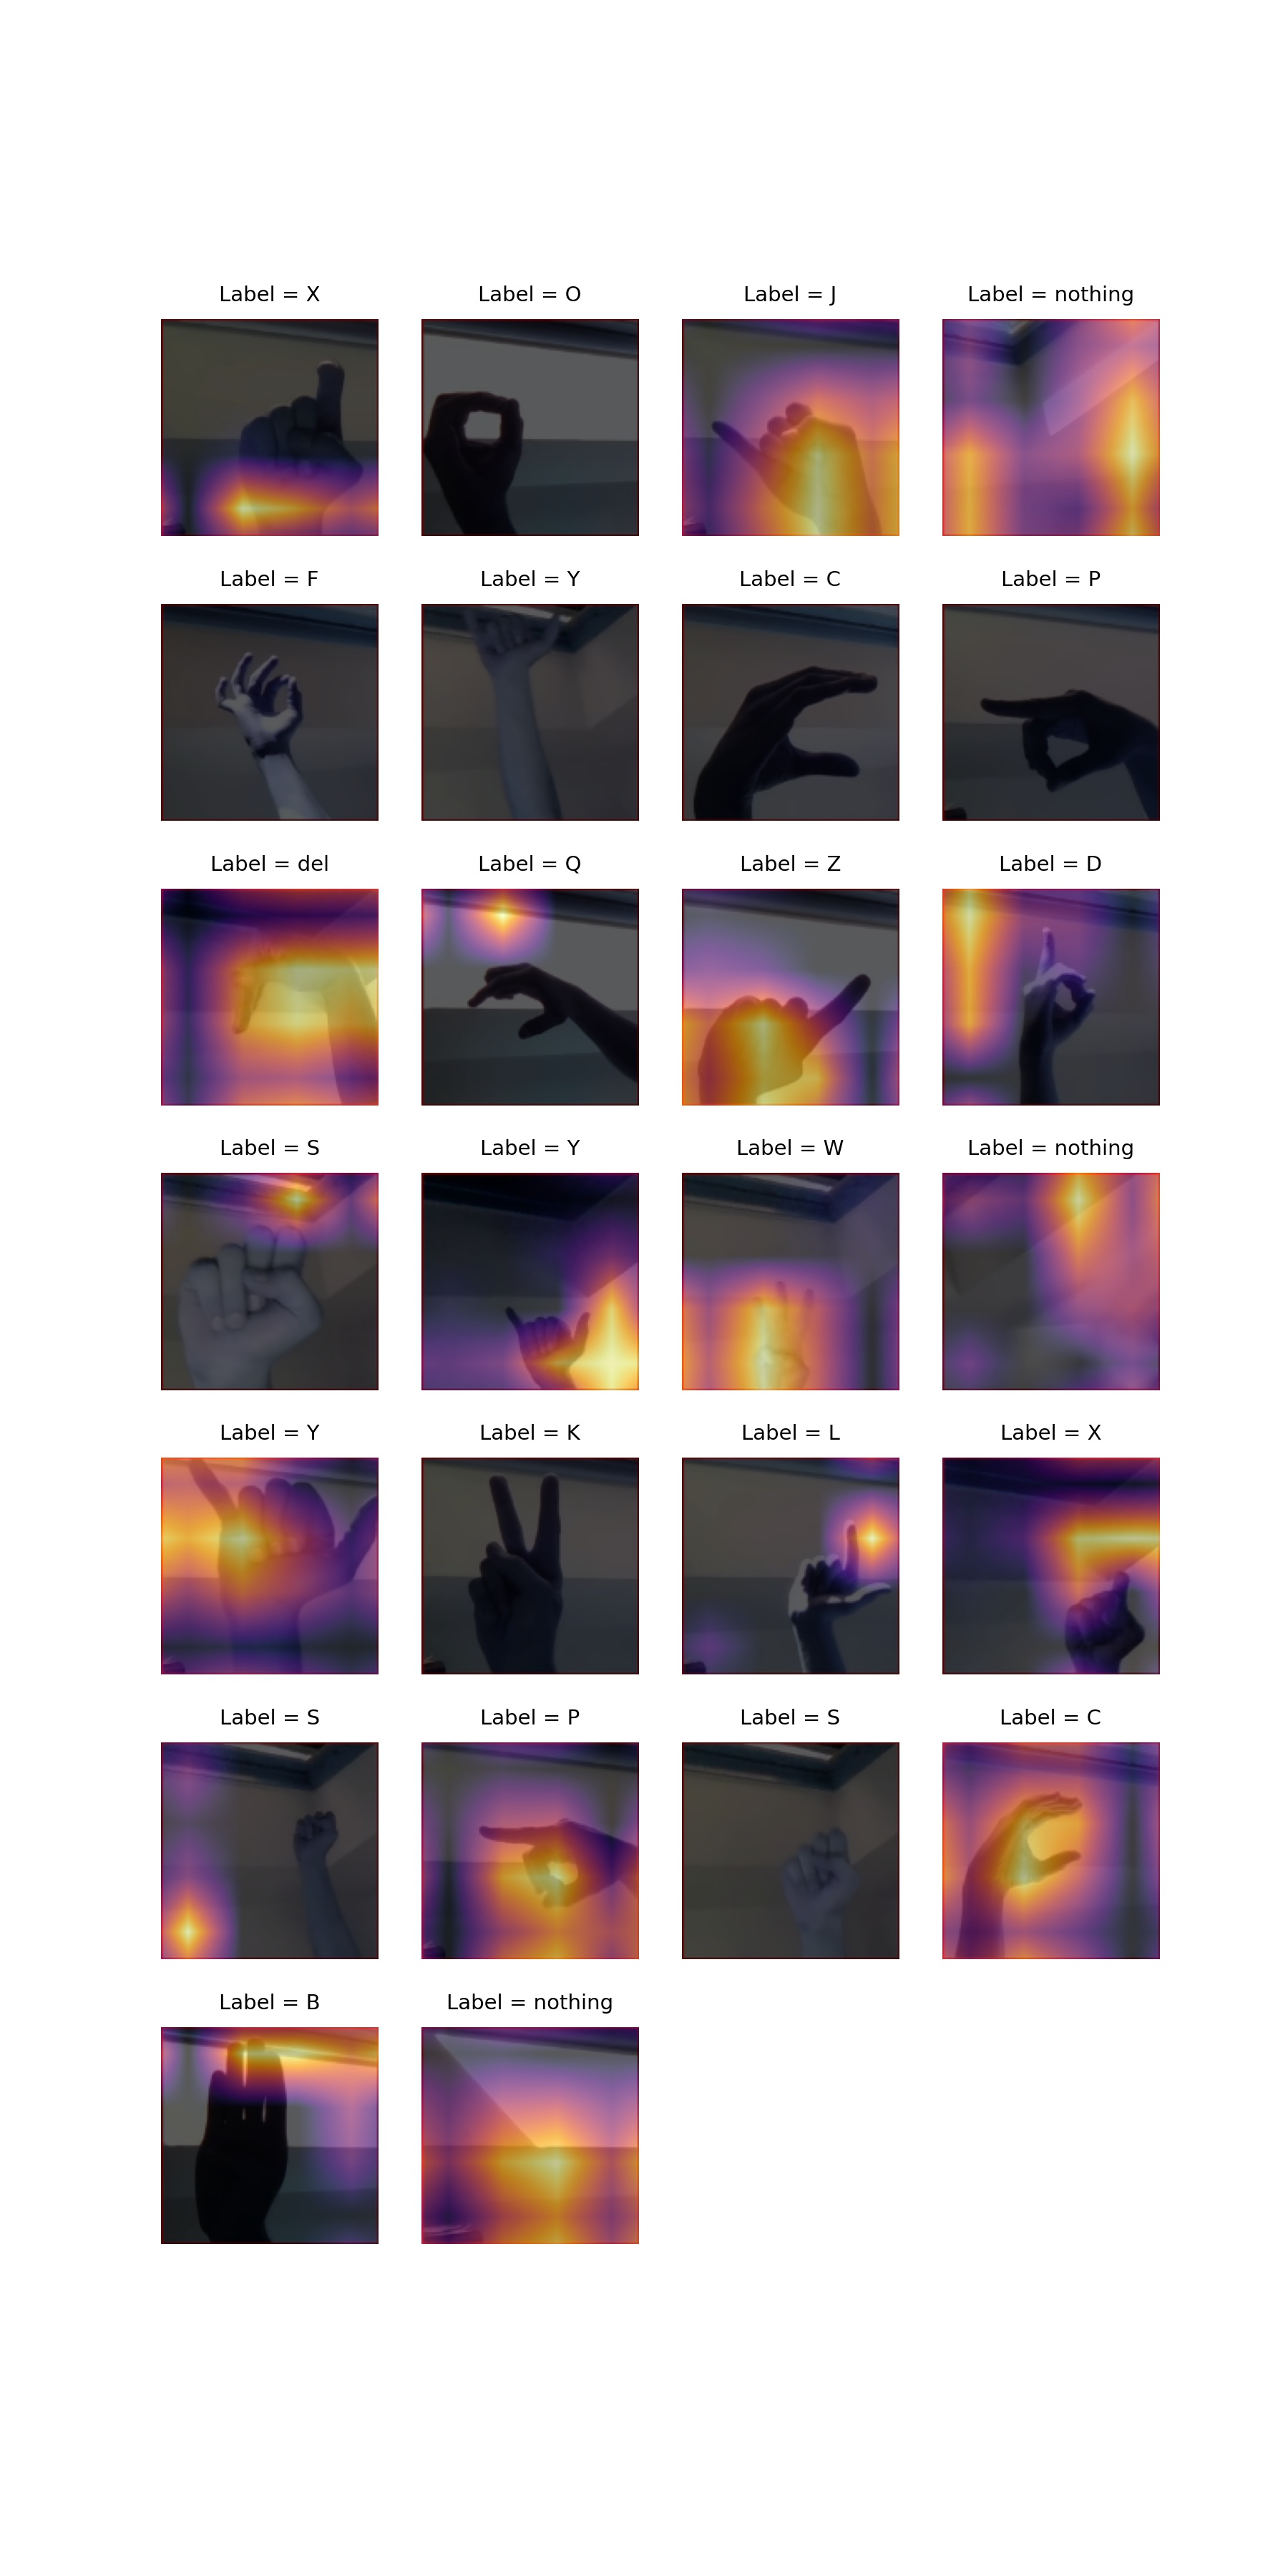 Label = X
Label = O
Label = J
Label = nothing
Label = F
Label = Y
Label = C
Label = P
Label = del
Label = Q
Label = Z
Label = D
Label = S
Label = Y
Label = W
Label = nothing
Label = Y
Label = K
Label = L
Label = X
Label = S
Label = P
Label = S
Label = C
Label = B
Label = nothing